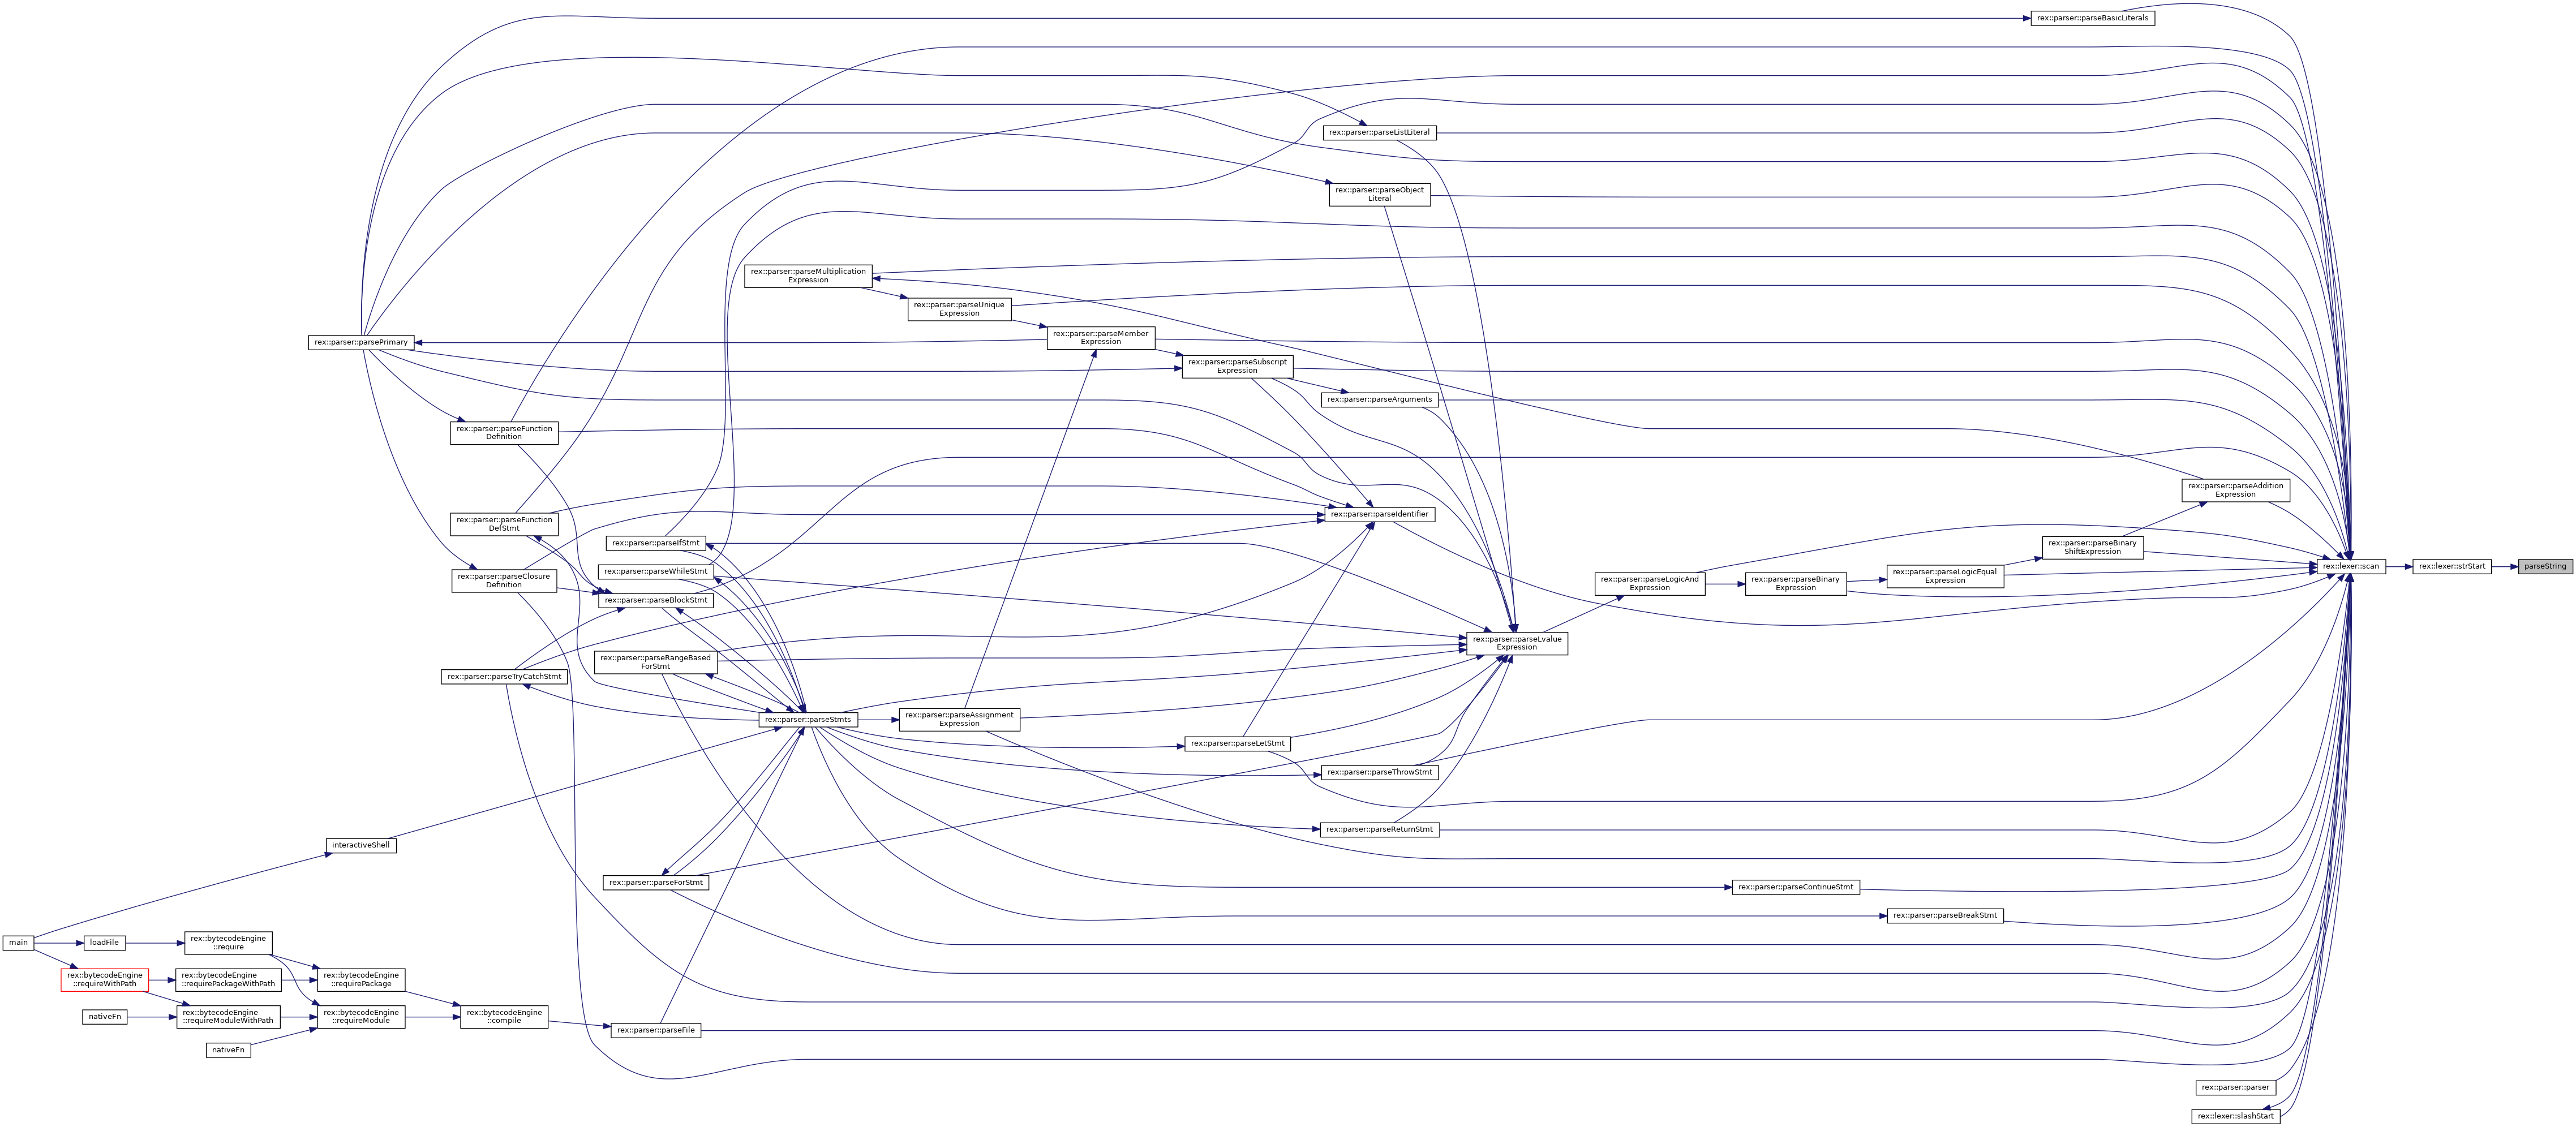 rex::parser::parseBasicLiterals
rex::parser::parseListLiteral
rex::parser::parseObject
Literal
rex::parser::parseMultiplication
Expression
rex::parser::parseUnique
Expression
rex::parser::parsePrimary
rex::parser::parseMember
Expression
rex::parser::parseSubscript
Expression
rex::parser::parseArguments
rex::parser::parseFunction
Definition
rex::parser::parseAddition
Expression
rex::parser::parseFunction
DefStmt
rex::parser::parseIdentifier
rex::parser::parseIfStmt
rex::parser::parseBinary
ShiftExpression
rex::lexer::scan
rex::lexer::strStart
parseString
rex::parser::parseClosure
Definition
rex::parser::parseWhileStmt
rex::parser::parseLogicAnd
Expression
rex::parser::parseBinary
Expression
rex::parser::parseLogicEqual
Expression
rex::parser::parseBlockStmt
rex::parser::parseLvalue
Expression
rex::parser::parseRangeBased
ForStmt
rex::parser::parseTryCatchStmt
rex::parser::parseStmts
rex::parser::parseAssignment
Expression
rex::parser::parseLetStmt
rex::parser::parseThrowStmt
rex::parser::parseReturnStmt
interactiveShell
rex::parser::parseForStmt
rex::parser::parseContinueStmt
rex::parser::parseBreakStmt
main
loadFile
rex::bytecodeEngine
::require
rex::bytecodeEngine
::requireWithPath
rex::bytecodeEngine
::requirePackageWithPath
rex::bytecodeEngine
::requirePackage
nativeFn
rex::bytecodeEngine
::requireModuleWithPath
rex::bytecodeEngine
::requireModule
rex::bytecodeEngine
::compile
rex::parser::parseFile
nativeFn
rex::parser::parser
rex::lexer::slashStart